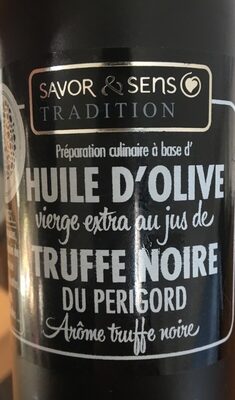 SAVOR & SENS
TRADITION
Préparation culinaire à base d'
HUILE D'OLIVE
vierge extra au jus de
TRUFFE NOIRE
DU PERIGORD
Arôme truffe noire